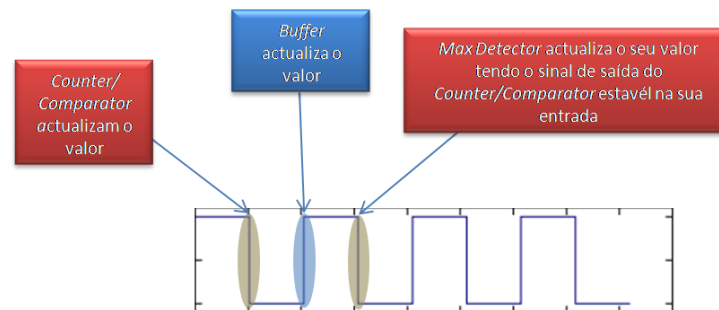 Counter/
Comparator
actualizam o
valor
Buffer
actualiza o
valor
Max Detector actualiza o seu valor
tendo o sinal de saída do
Counter/Comparator estavél na sua
entrada